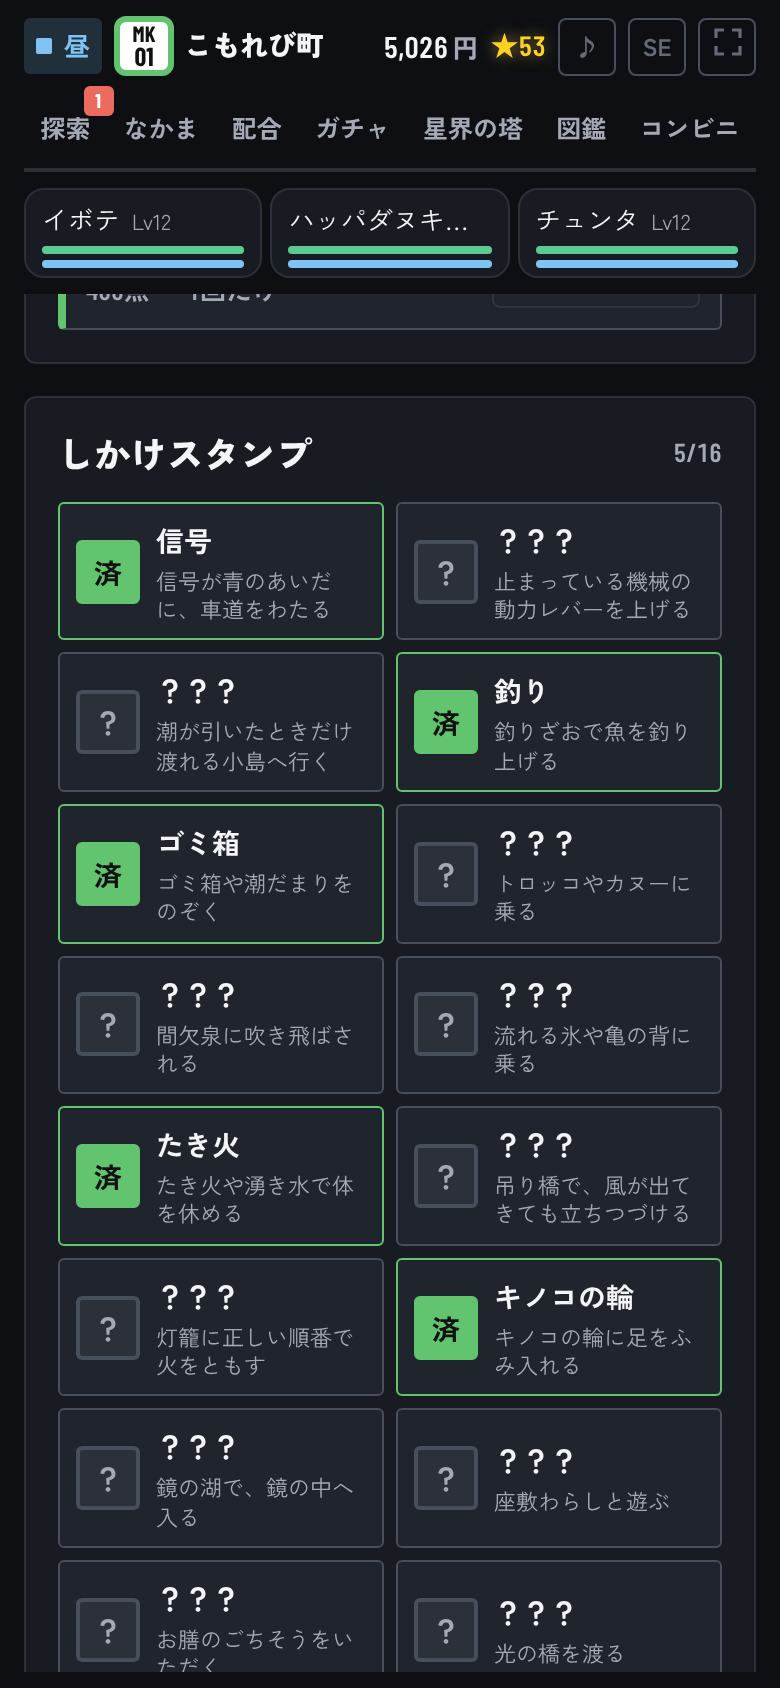 昼
MK
01
こもれび町
5,026 円
★53
♪
SE
1
探索
なかま
配合
ガチャ
星界の塔
図鑑
コンビニ
イボテ Lv12
ハッパダヌキ…
チュンタ Lv12
しかけスタンプ
5/16
済
信号
信号が青のあいだ
に、車道をわたる
?
？？？
止まっている機械の
動力レバーを上げる
?
？？？
潮が引いたときだけ
渡れる小島へ行く
済
釣り
釣りざおで魚を釣り
上げる
済
ゴミ箱
ゴミ箱や潮だまりを
のぞく
?
？？？
トロッコやカヌーに
乗る
?
？？？
間欠泉に吹き飛ばさ
れる
?
？？？
流れる氷や亀の背に
乗る
済
たき火
たき火や湧き水で体
を休める
?
？？？
吊り橋で、風が出て
きても立ちつづける
?
？？？
灯籠に正しい順番で
火をともす
済
キノコの輪
キノコの輪に足をふ
み入れる
?
？？？
鏡の湖で、鏡の中へ
入る
?
？？？
座敷わらしと遊ぶ
?
？？？
お膳のごちそうをい
ただく
?
？？？
光の橋を渡る